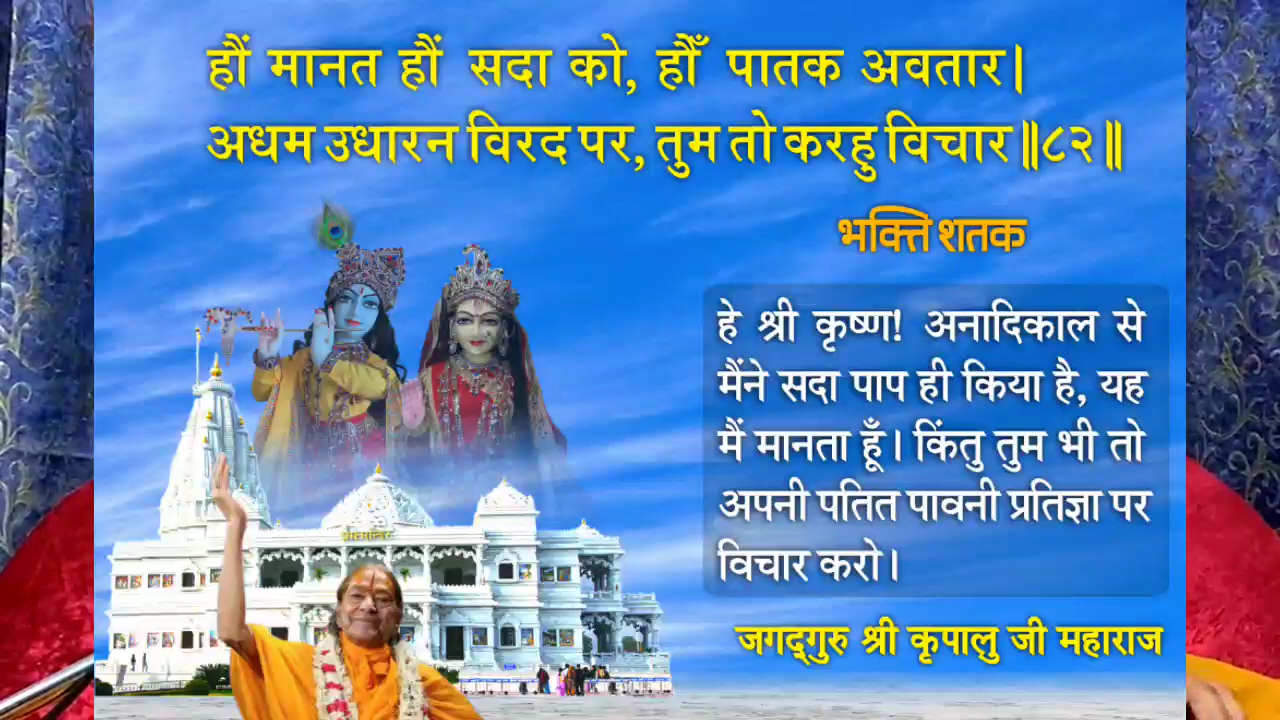 हौं मानत हौं सदा को, हौँ पातक अवतार।
अधम उधारन विरद पर, तुम तो करहु विचार॥८२॥
भक्ति शतक
हे श्री कृष्ण! अनादिकाल से
मैंने सदा पाप ही किया है, यह
मैं मानता हूँ। किंतु तुम भी तो
अपनी पतित पावनी प्रतिज्ञा पर
विचार करो।
जगद्गुरु श्री कृपालु जी महाराज
प्रेम मन्दिर